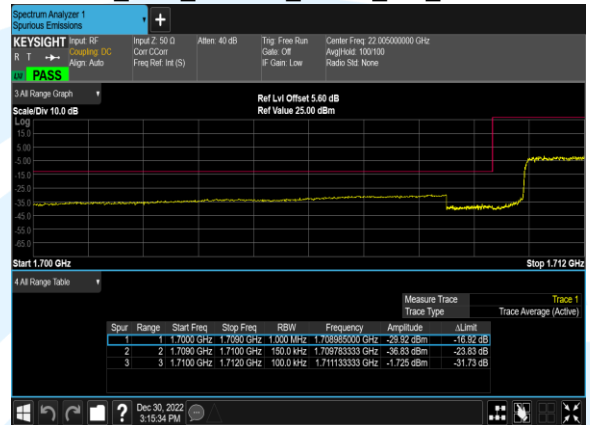 Spectrum Analyzer 1
Spurious Emissions
+
KEYSIGHT Input: RF Input Z: 50 Ω Atten: 40 dB Trig: Free Run Center Freq: 22.005000000 GHz
R T Coupling: DC Corr CCorr Gate: Off Avg|Hold: 100/100
Align: Auto Freq Ref: Int (S) IF Gain: Low Radio Std: None
LM PASS
3 All Range Graph
Ref Lvl Offset 5.60 dB
Scale/Div 10.0 dB Ref Value 25.00 dBm
Log
15.0
5.00
-5.00
-15.0
-25.0
-35.0
-45.0
-55.0
-65.0
Start 1.700 GHz Stop 1.712 GHz
4 All Range Table
Measure Trace Trace 1
Trace Type Trace Average (Active)
Spur Range Start Freq Stop Freq RBW Frequency Amplitude ΔLimit
1 1 1.7000 GHz 1.7090 GHz 1.000 MHz 1.708985000 GHz -29.92 dBm -16.92 dB
2 2 1.7090 GHz 1.7100 GHz 150.0 kHz 1.709783333 GHz -36.83 dBm -23.83 dB
3 3 1.7100 GHz 1.7120 GHz 100.0 kHz 1.711133333 GHz -1.725 dBm -31.73 dB
? Dec 30, 2022
3:15:34 PM